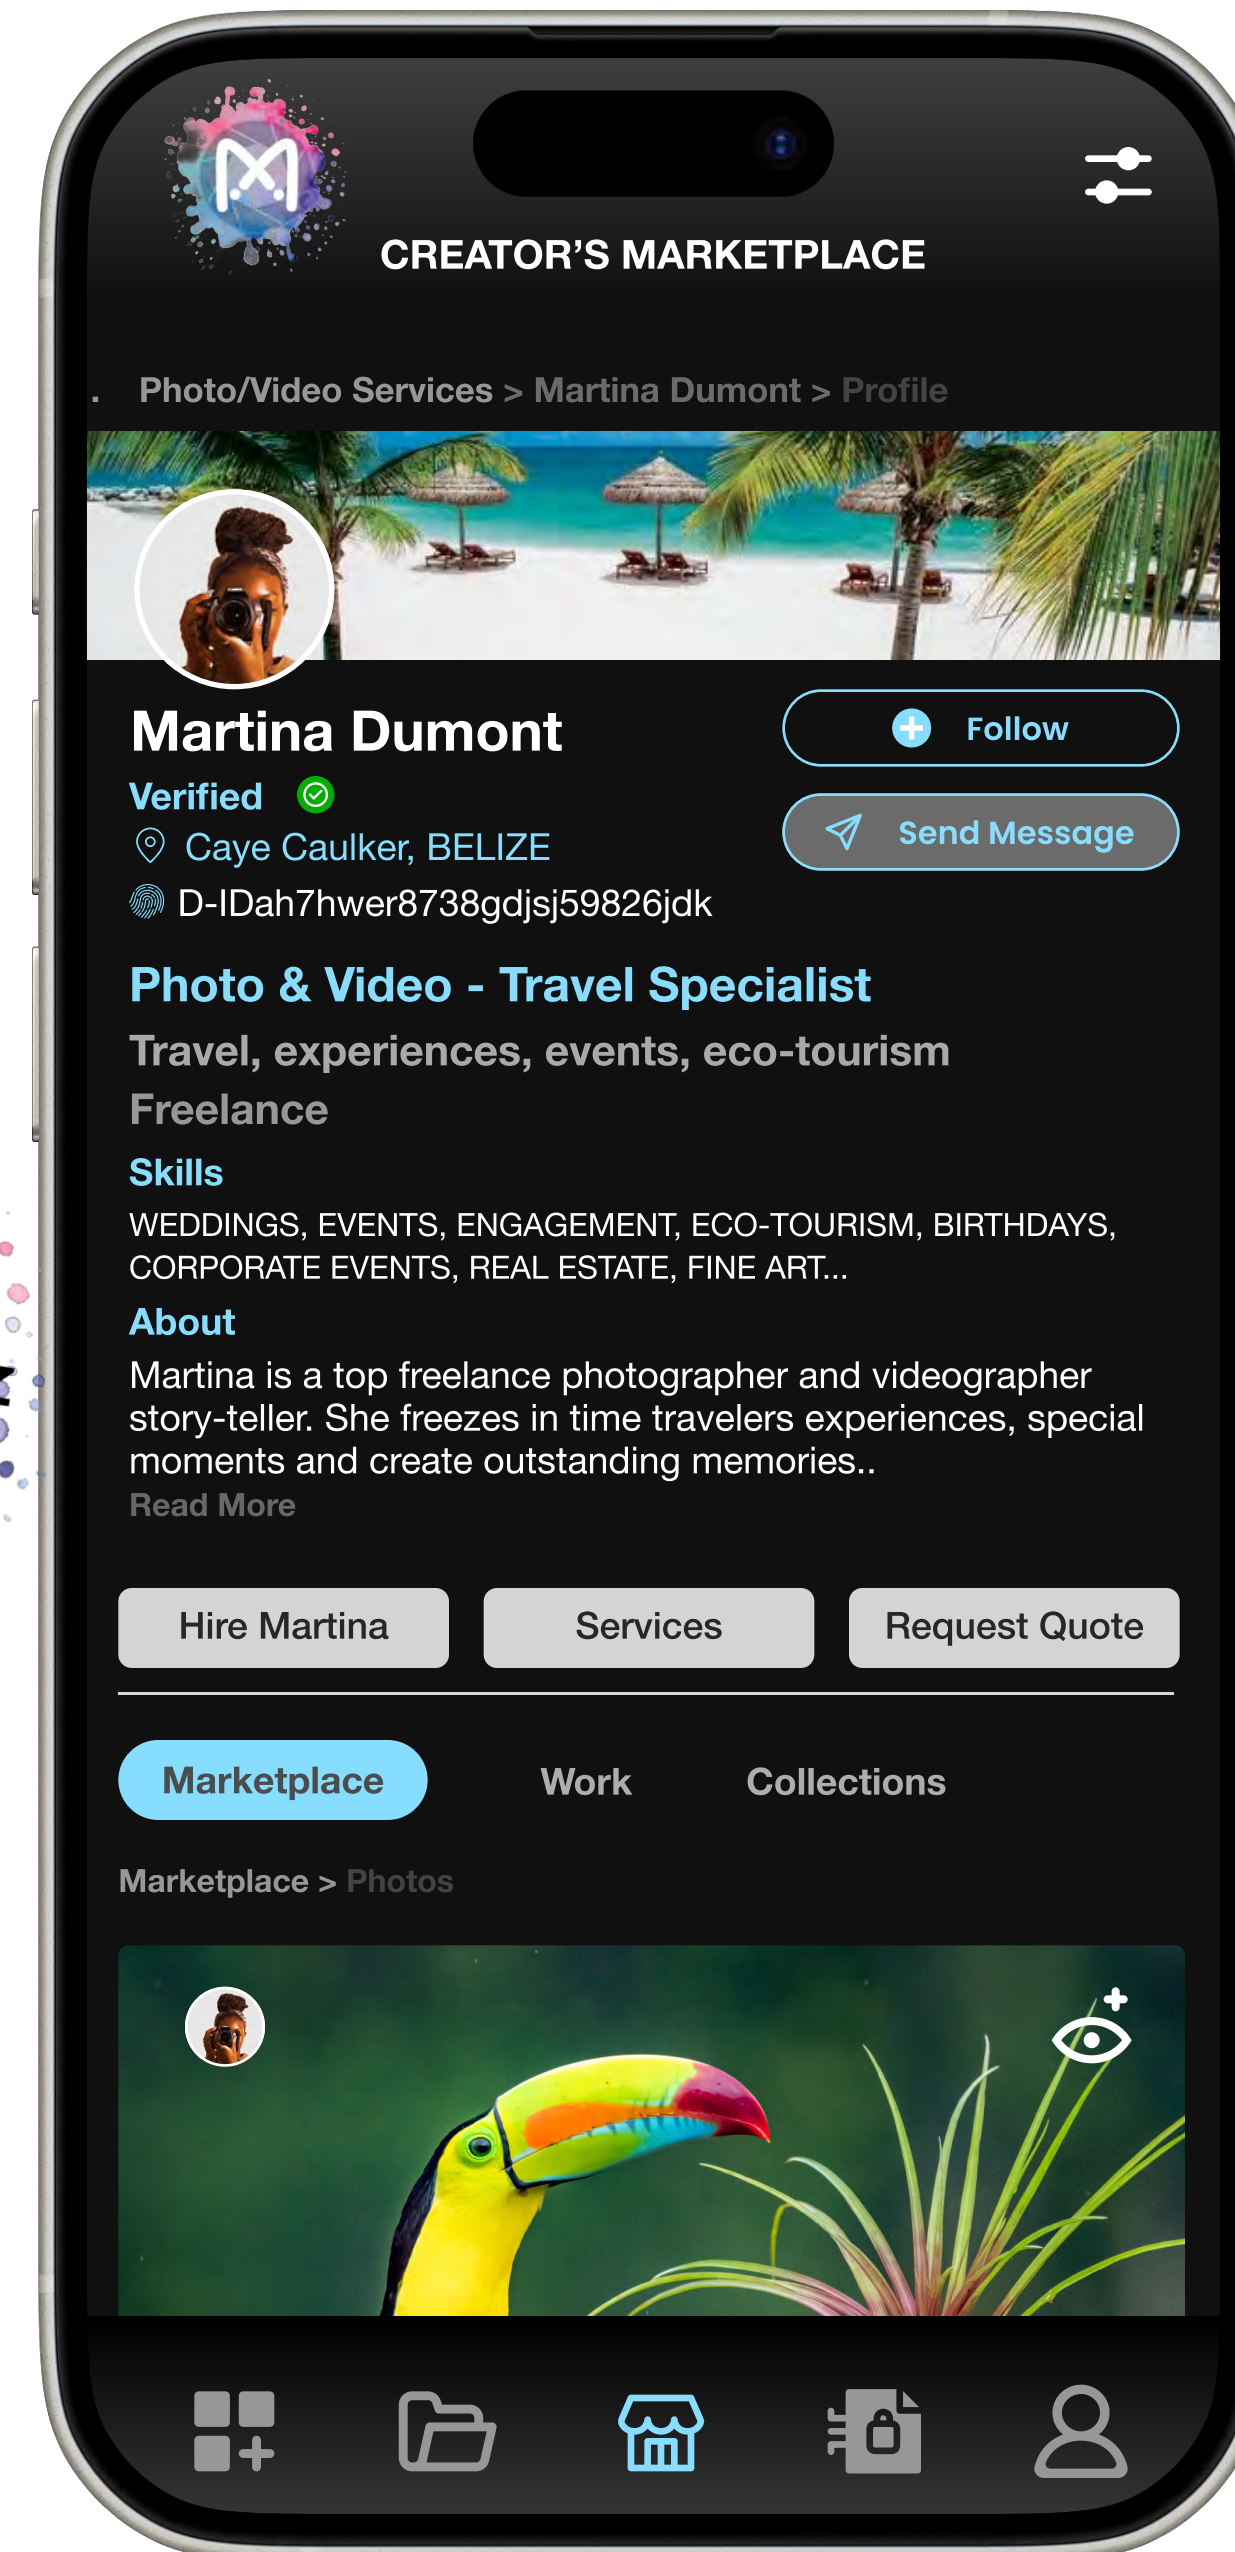 CREATOR’S MARKETPLACE
. Photo/Video Services > Martina Dumont > Profile
Martina Dumont
Follow
Verified
Send Message
Caye Caulker, BELIZE
D-IDah7hwer8738gdjsj59826jdk
Photo & Video - Travel Specialist
Travel, experiences, events, eco-tourism
Freelance
Skills
WEDDINGS, EVENTS, ENGAGEMENT, ECO-TOURISM, BIRTHDAYS,
CORPORATE EVENTS, REAL ESTATE, FINE ART...
About
Martina is a top freelance photographer and videographer
story-teller. She freezes in time travelers experiences, special
moments and create outstanding memories..
Read More
Hire Martina Services Request Quote
Marketplace Work Collections
Marketplace > Photos